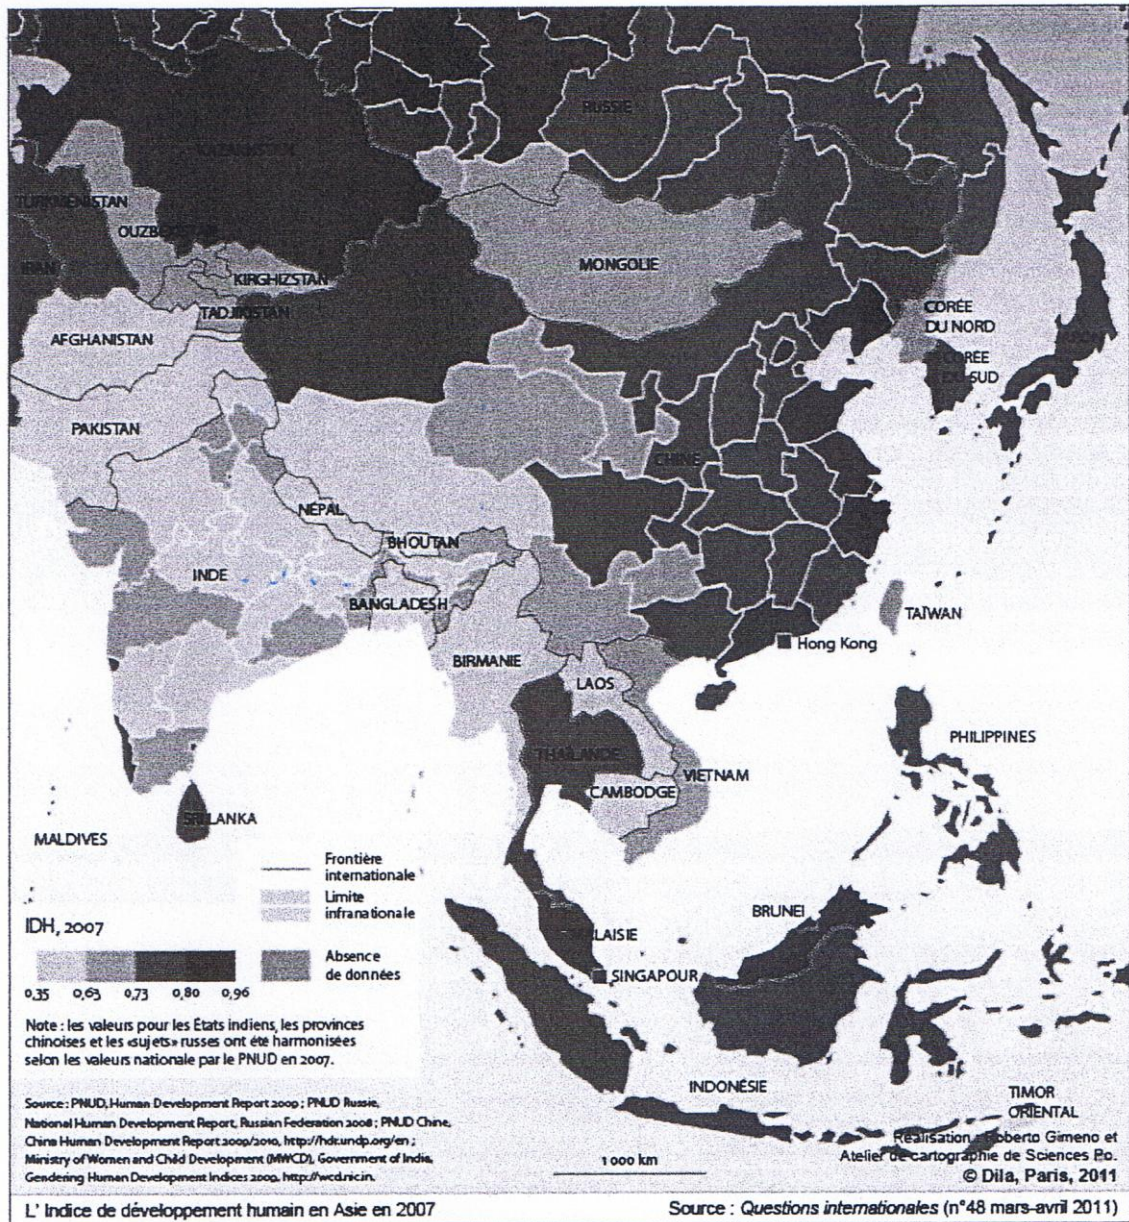 RUSSIE
KAZAKHSTAN
TURKMÉNISTAN
OUZBÉKISTAN
IRAN
KIRGHIZSTAN
TADJIKISTAN
MONGOLIE
AFGHANISTAN
CORÉE
DU NORD
CORÉE
DU SUD
PAKISTAN
CHINE
NÉPAL
BHOUTAN
INDE
BANGLADESH
TAÏWAN
Hong Kong
BIRMANIE
LAOS
PHILIPPINES
THAÏLANDE
VIETNAM
CAMBODGE
SRI LANKA
MALDIVES
BRUNEI
MALAISIE
SINGAPOUR
INDONÉSIE
TIMOR
ORIENTAL
Frontière
internationale
Limite
infranationale
IDH, 2007
Absence
de données
0,35 0,63 0,73 0,80 0,96
Note : les valeurs pour les États indiens, les provinces
chinoises et les «sujets» russes ont été harmonisées
selon les valeurs nationale par le PNUD en 2007.
Source : PNUD, Human Development Report 2009 ; PNUD Russie,
National Human Development Report, Russian Federation 2008 ; PNUD Chine,
China Human Development Report 2009/2010, http://hdr.undp.org/en ;
Ministry of Women and Child Development (MWCD), Government of India,
Gendering Human Development Indices 2009, http://wcd.nic.in.
1 000 km
Réalisation : Roberto Gimeno et
Atelier de cartographie de Sciences Po.
© Dila, Paris, 2011
L' Indice de développement humain en Asie en 2007
Source : Questions internationales (n°48 mars-avril 2011)